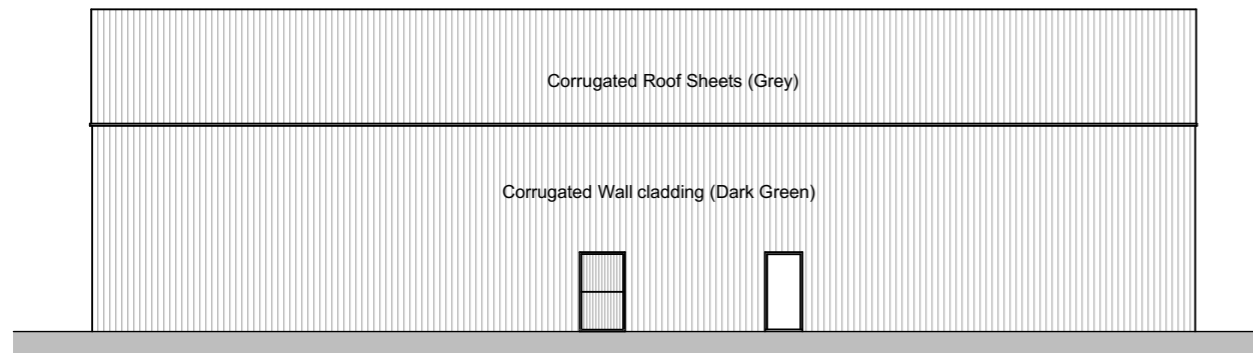 Corrugated Roof Sheets (Grey)
Corrugated Wall cladding (Dark Green)